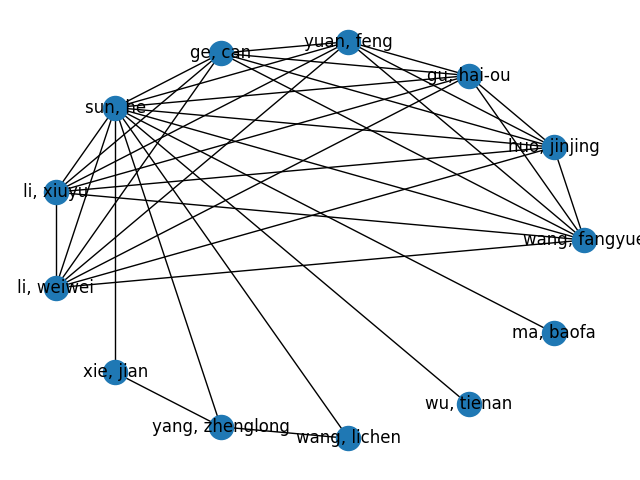 yuan, feng
ge, can
gu, hai-ou
sun, he
huo, jinjing
li, xiuyu
wang, fangyue
li, weiwei
ma, baofa
xie, jian
wu, tienan
yang, zhenglong
wang, lichen